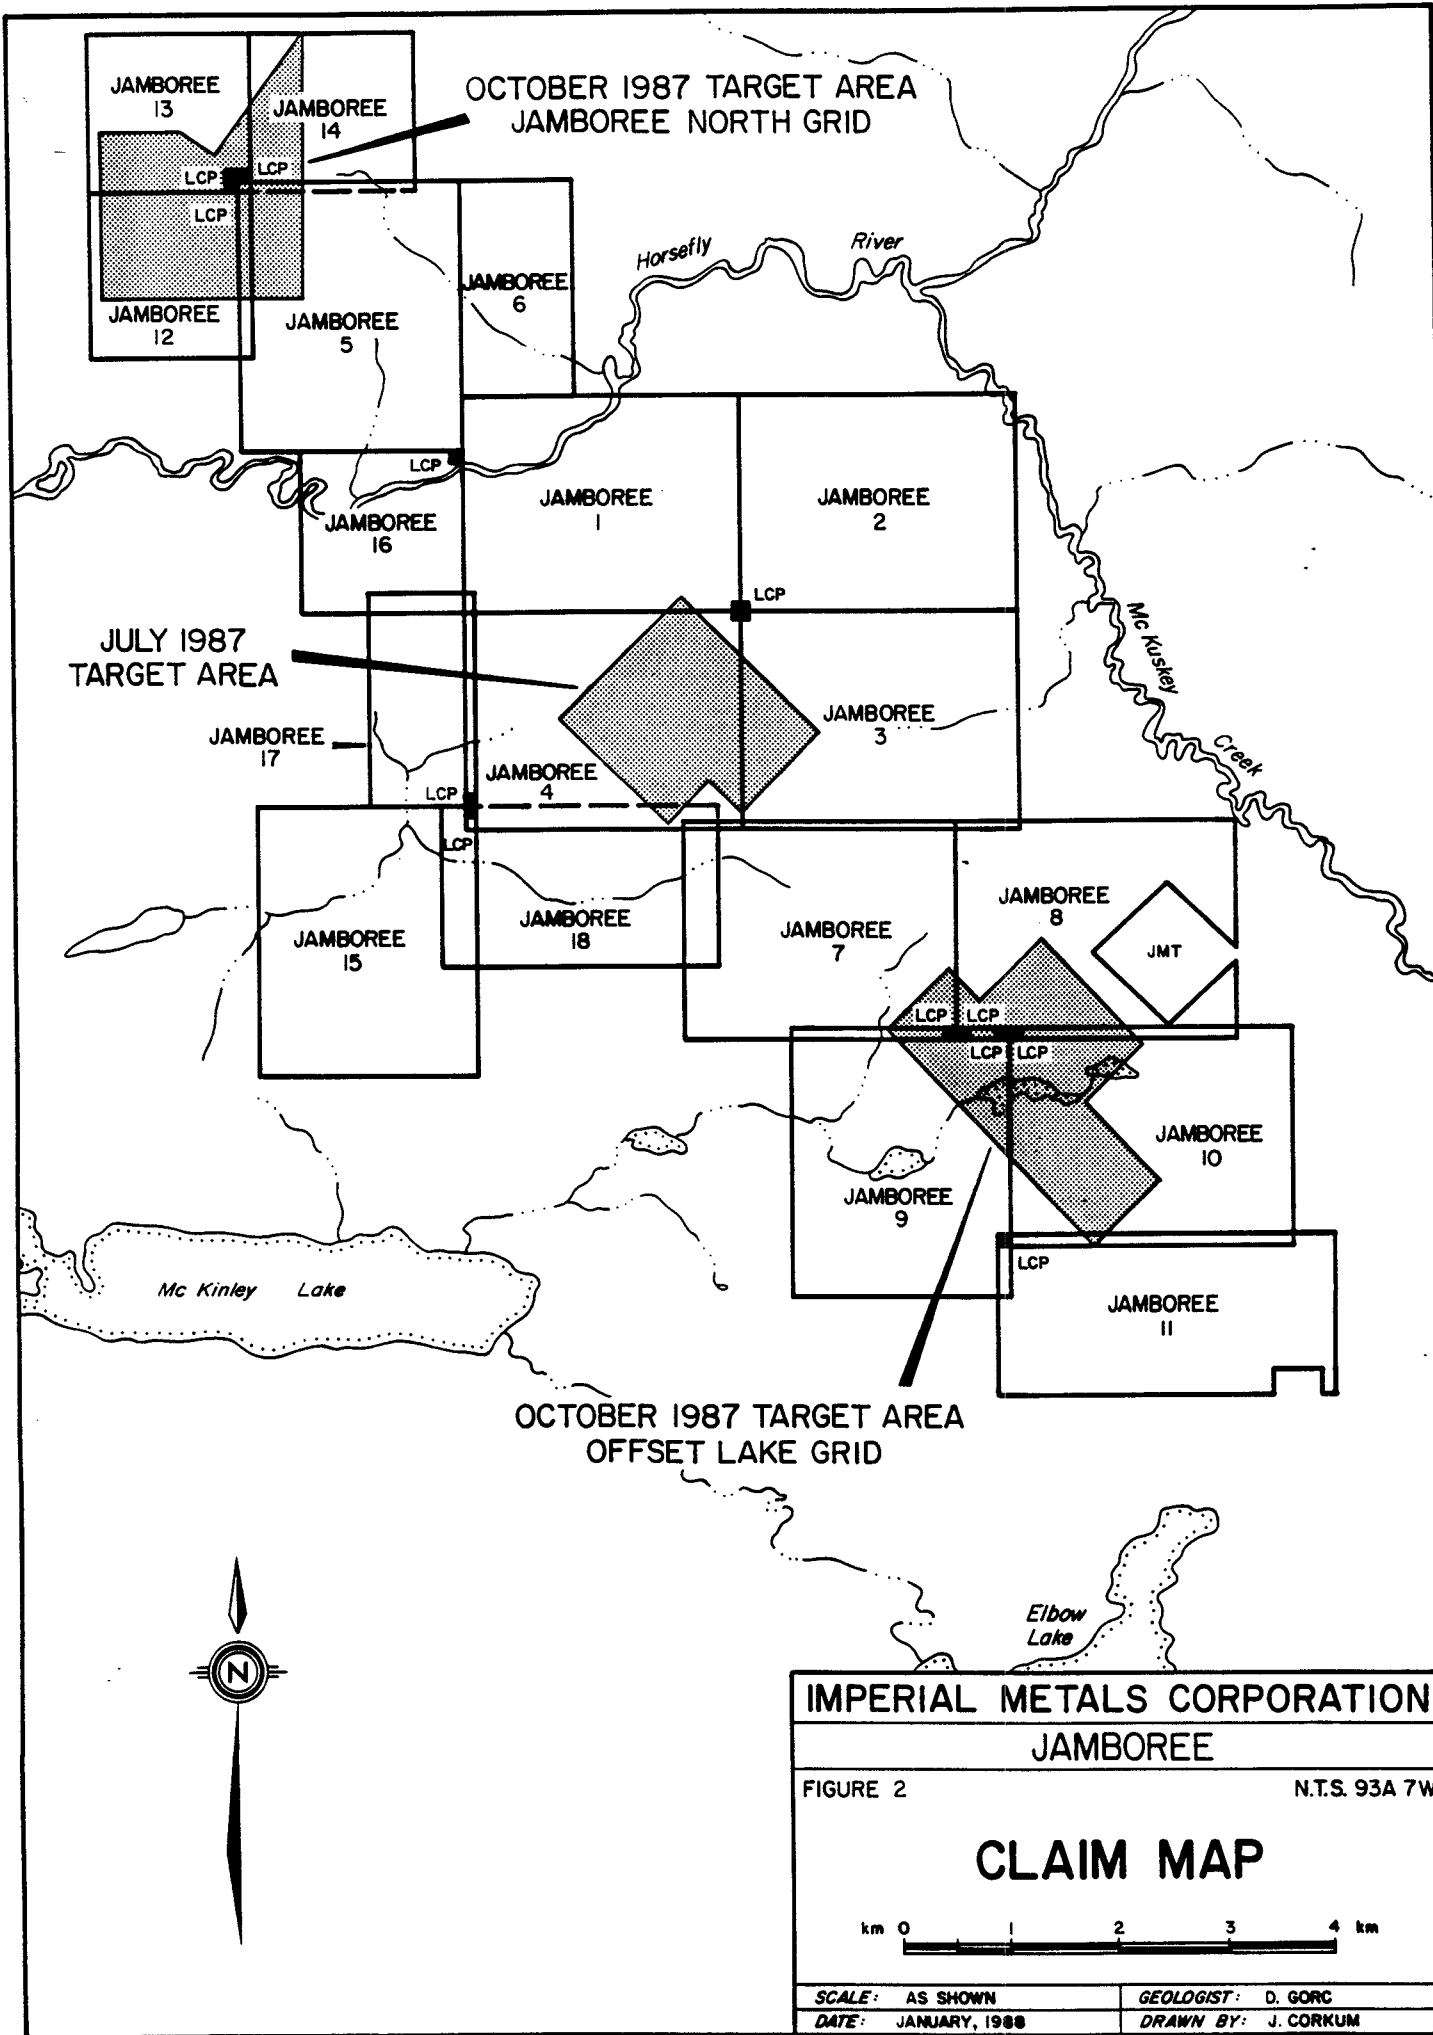 OCTOBER 1987 TARGET AREA
JAMBOREE NORTH GRID
JAMBOREE
13
JAMBOREE
14
LCP
LCP
LCP
JAMBOREE
12
JAMBOREE
5
JAMBOREE
6
Horsefly
River
LCP
JAMBOREE
1
JAMBOREE
2
JAMBOREE
16
LCP
JULY 1987
TARGET AREA
Mc Kuskey
Creek
JAMBOREE
17
JAMBOREE
3
JAMBOREE
4
LCP
LCP
JAMBOREE
15
JAMBOREE
18
JAMBOREE
7
JAMBOREE
8
JMT
LCP
LCP
LCP
LCP
JAMBOREE
9
JAMBOREE
10
LCP
JAMBOREE
11
Mc Kinley Lake
OCTOBER 1987 TARGET AREA
OFFSET LAKE GRID
Elbow
Lake
N
IMPERIAL METALS CORPORATION
JAMBOREE
FIGURE 2
N.T.S. 93A 7W
CLAIM MAP
km 0 1 2 3 4 km
SCALE: AS SHOWN
GEOLOGIST: D. GORC
DATE: JANUARY, 1988
DRAWN BY: J. CORKUM